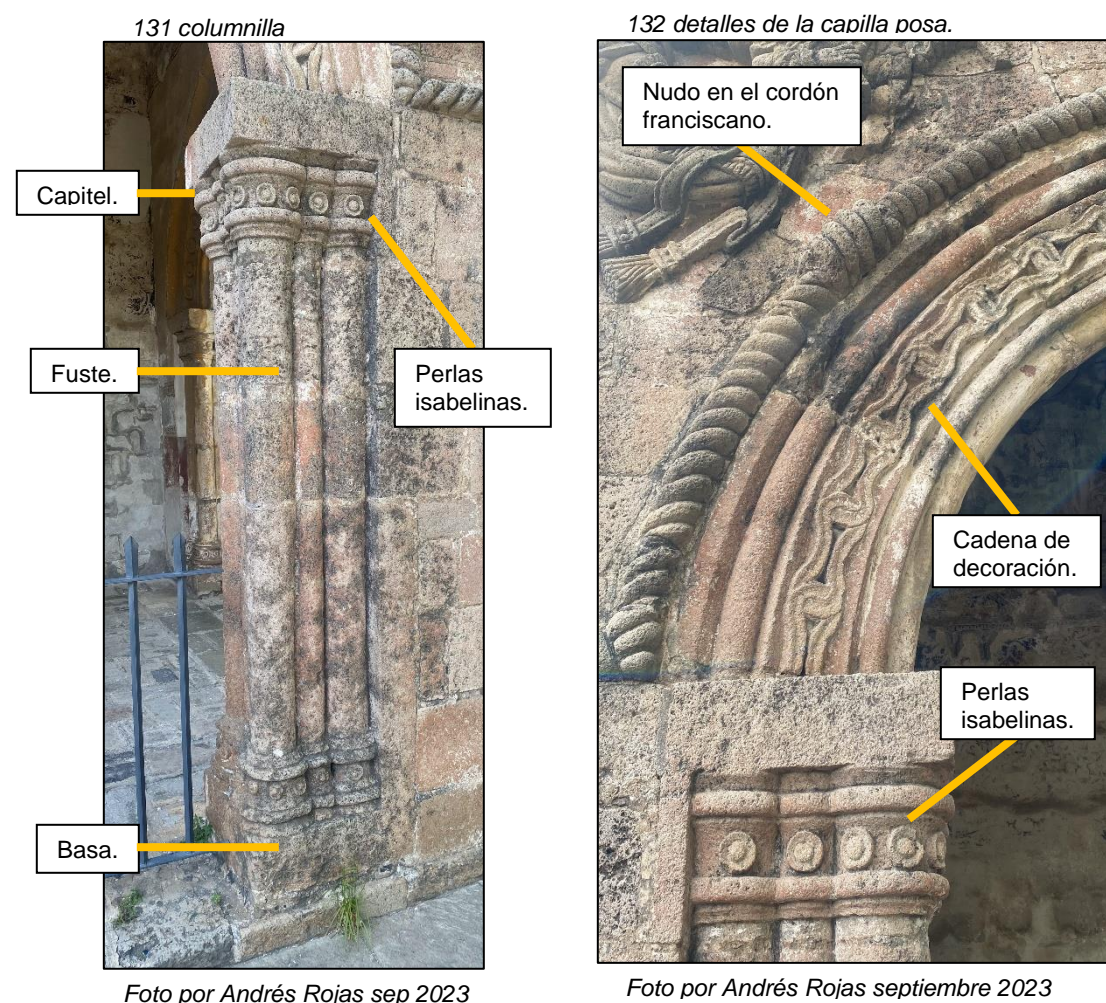 131 columnilla
Capitel.
Fuste.
Perlas
isabelinas.
Basa.
Foto por Andrés Rojas sep 2023
132 detalles de la capilla posa.
Nudo en el cordón
franciscano.
Cadena de
decoración.
Perlas
isabelinas.
Foto por Andrés Rojas septiembre 2023